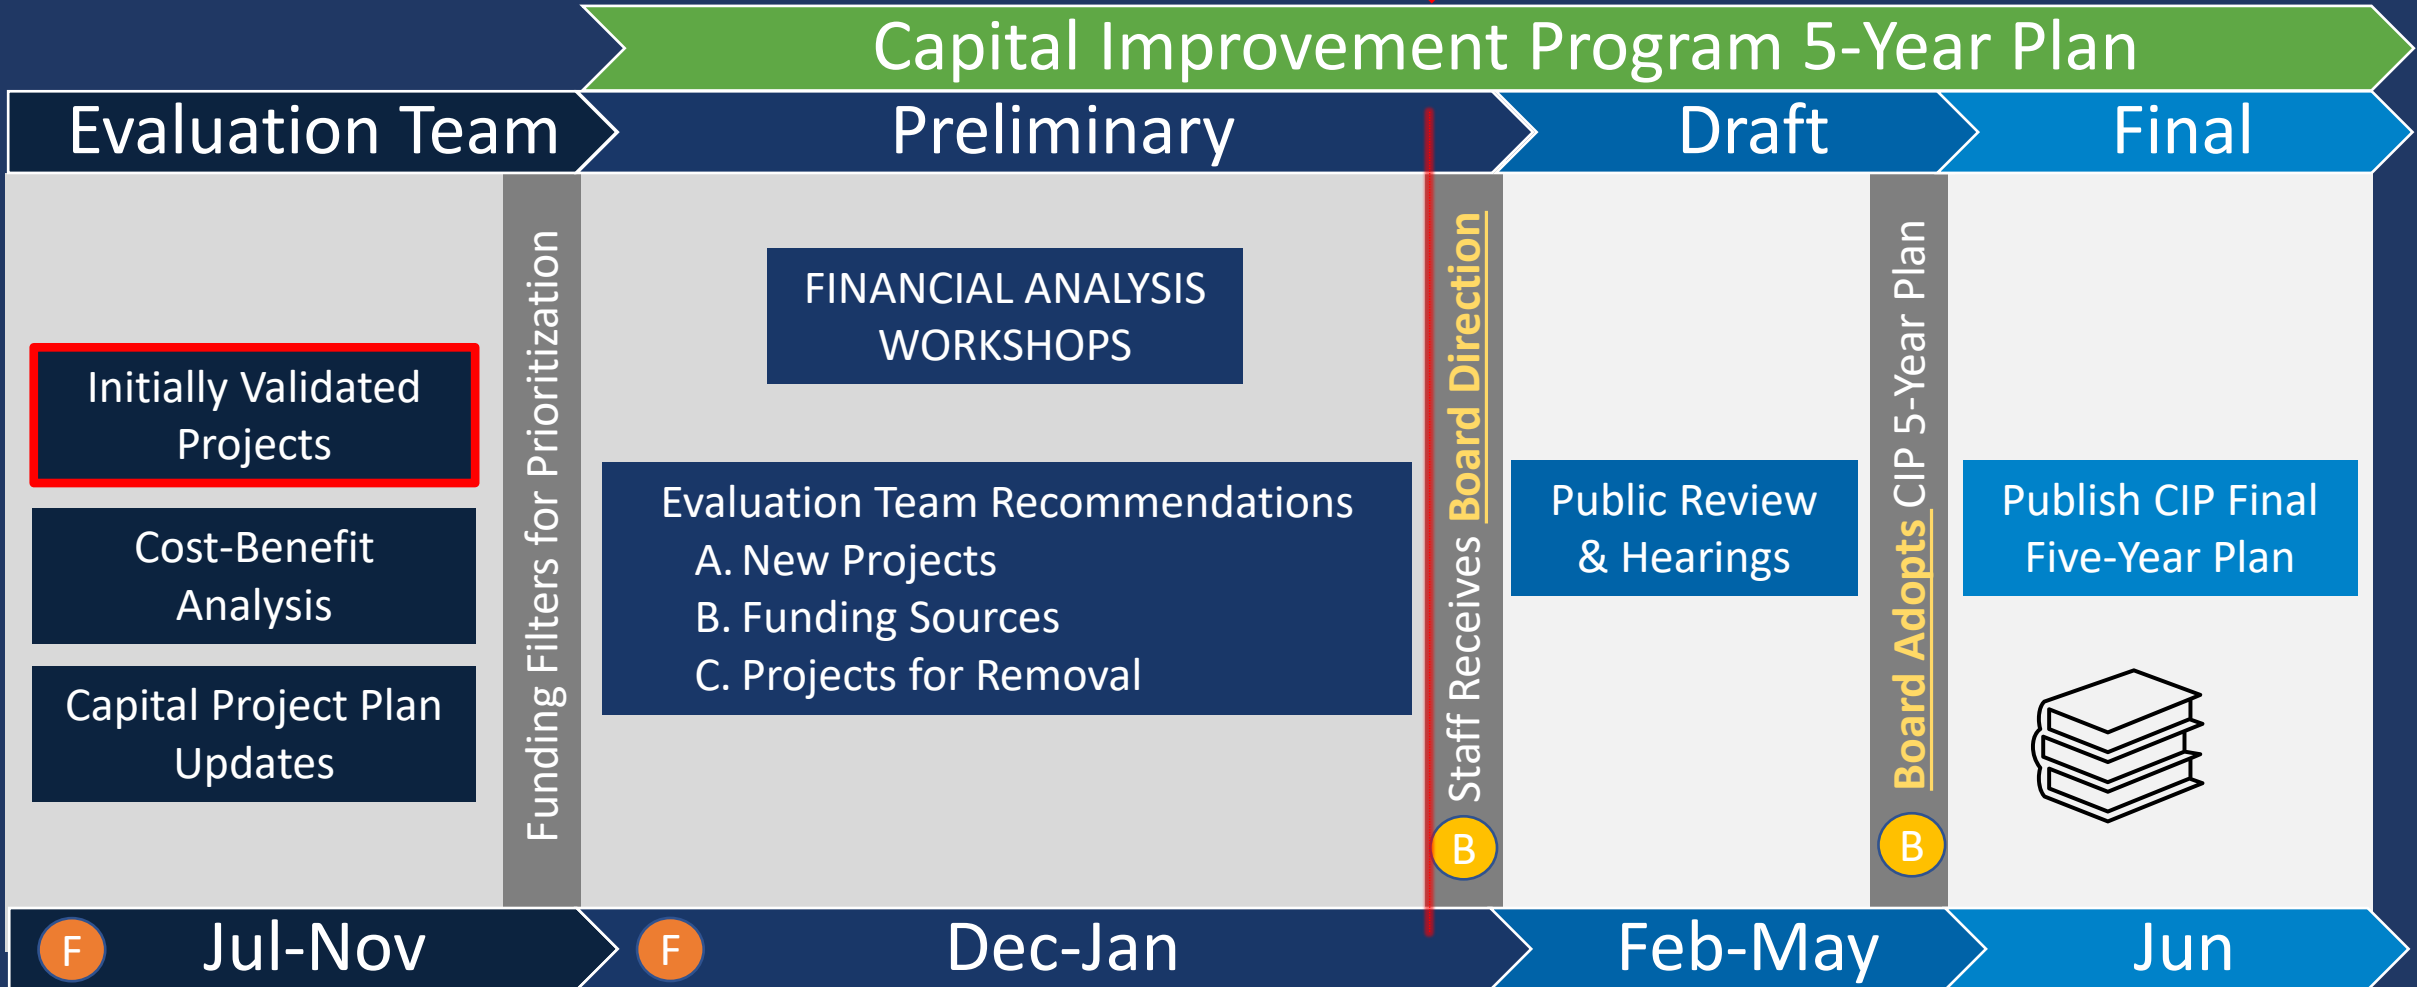 Capital Improvement Program 5-Year Plan
Evaluation Team
Preliminary
Draft
Final
Initially Validated
Projects
Cost-Benefit
Analysis
Capital Project Plan
Updates
Funding Filters for Prioritization
FINANCIAL ANALYSIS
WORKSHOPS
Evaluation Team Recommendations
A. New Projects
B. Funding Sources
C. Projects for Removal
Staff Receives Board Direction
B
Public Review
& Hearings
Board Adopts CIP 5-Year Plan
B
Publish CIP Final
Five-Year Plan
F
Jul-Nov
F
Dec-Jan
Feb-May
Jun